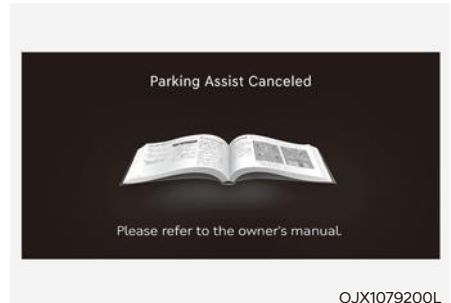 Parking Assist Canceled
Please refer to the owner's manual.
OJX1079200L